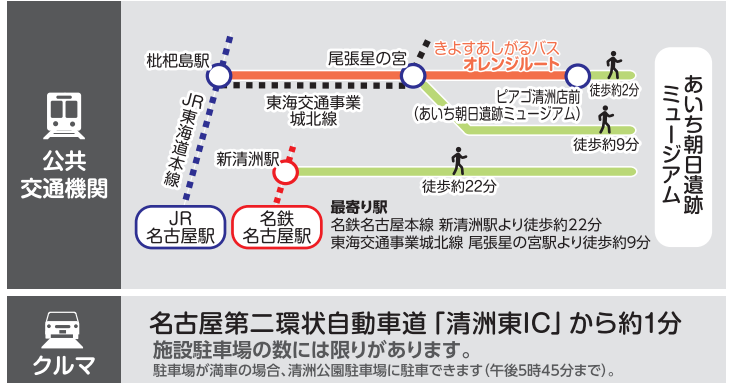 公共
交通機関
枇杷島駅
尾張星の宮
きよすあしがるバス
オレンジルート
徒歩約2分
東海交通事業
城北線
ピアゴ清洲店前
(あいち朝日遺跡ミュージアム)
徒歩約9分
JR東海道本線
新清洲駅
徒歩約22分
JR
名古屋駅
名鉄
名古屋駅
最寄り駅
名鉄名古屋本線 新清洲駅より徒歩約22分
東海交通事業城北線 尾張星の宮駅より徒歩約9分
あいち朝日遺跡
ミュージアム
クルマ
名古屋第二環状自動車道「清洲東IC」から約1分
施設駐車場の数には限りがあります。
駐車場が満車の場合、清洲公園駐車場に駐車できます(午後5時45分まで)。